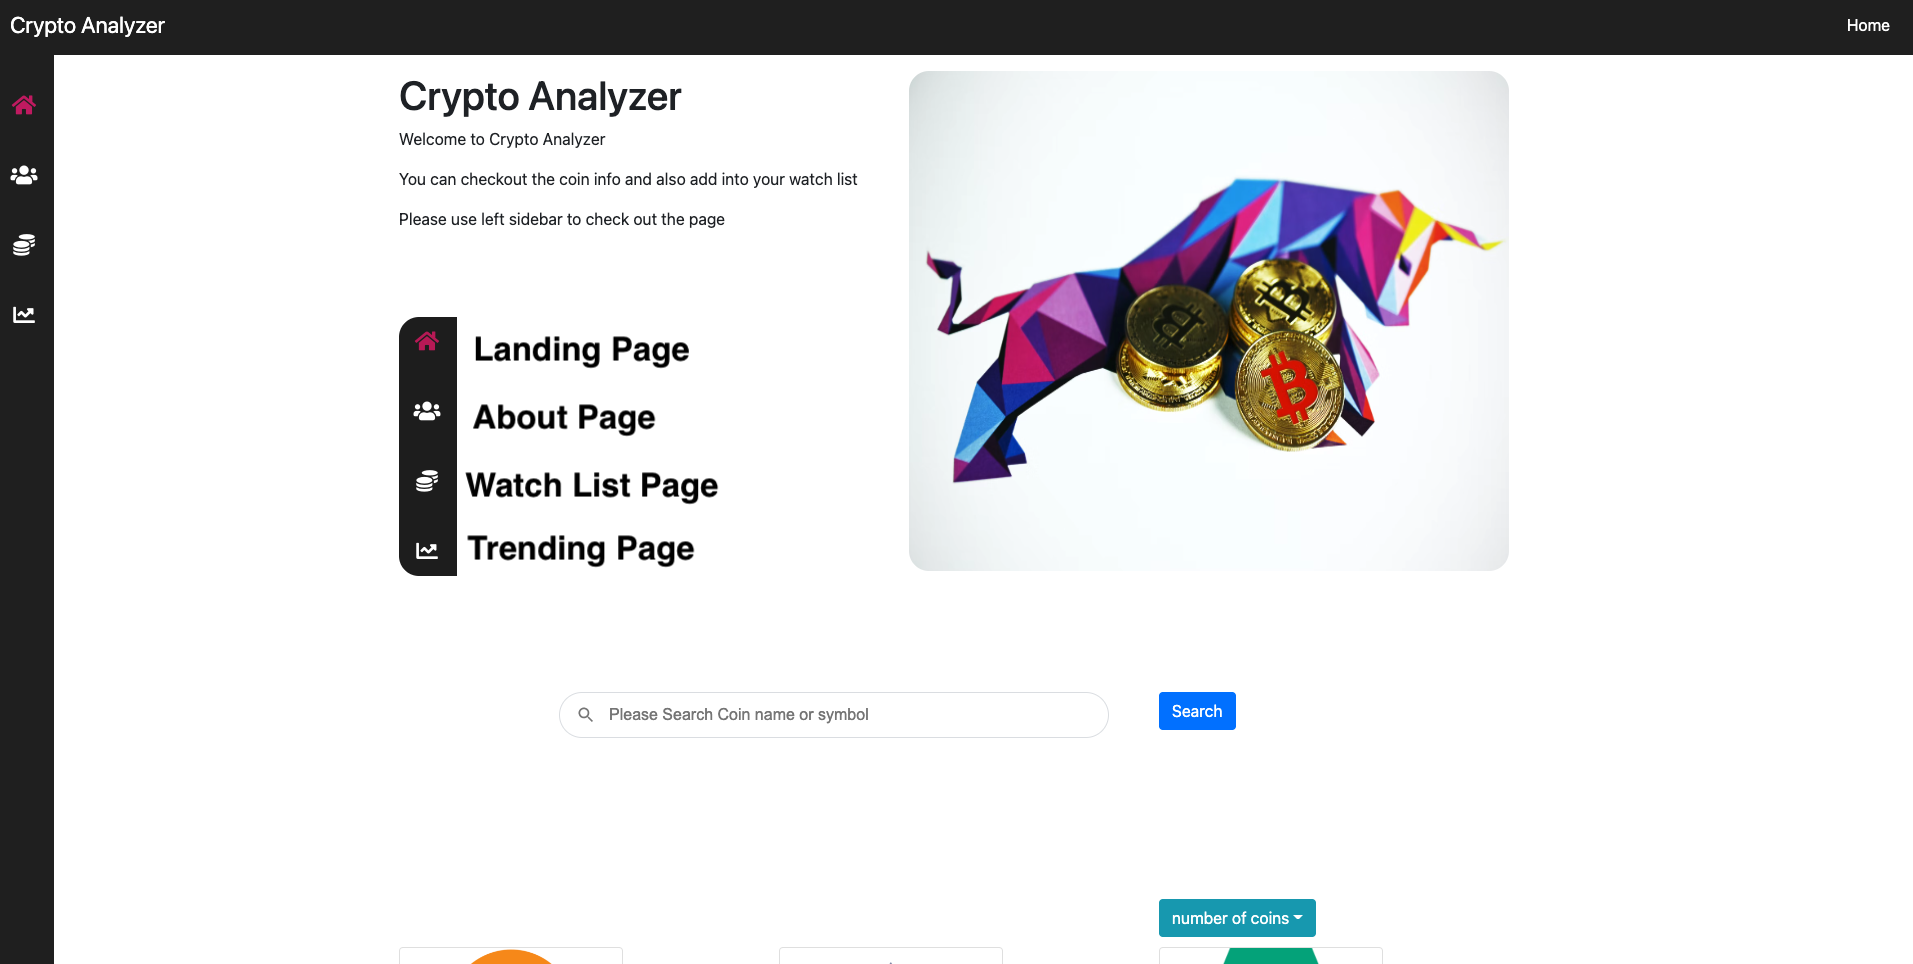 Crypto Analyzer
Home
Crypto Analyzer
Welcome to Crypto Analyzer
You can checkout the coin info and also add into your watch list
Please use left sidebar to check out the page
Landing Page
About Page
Watch List Page
Trending Page
Please Search Coin name or symbol
Search
number of coins